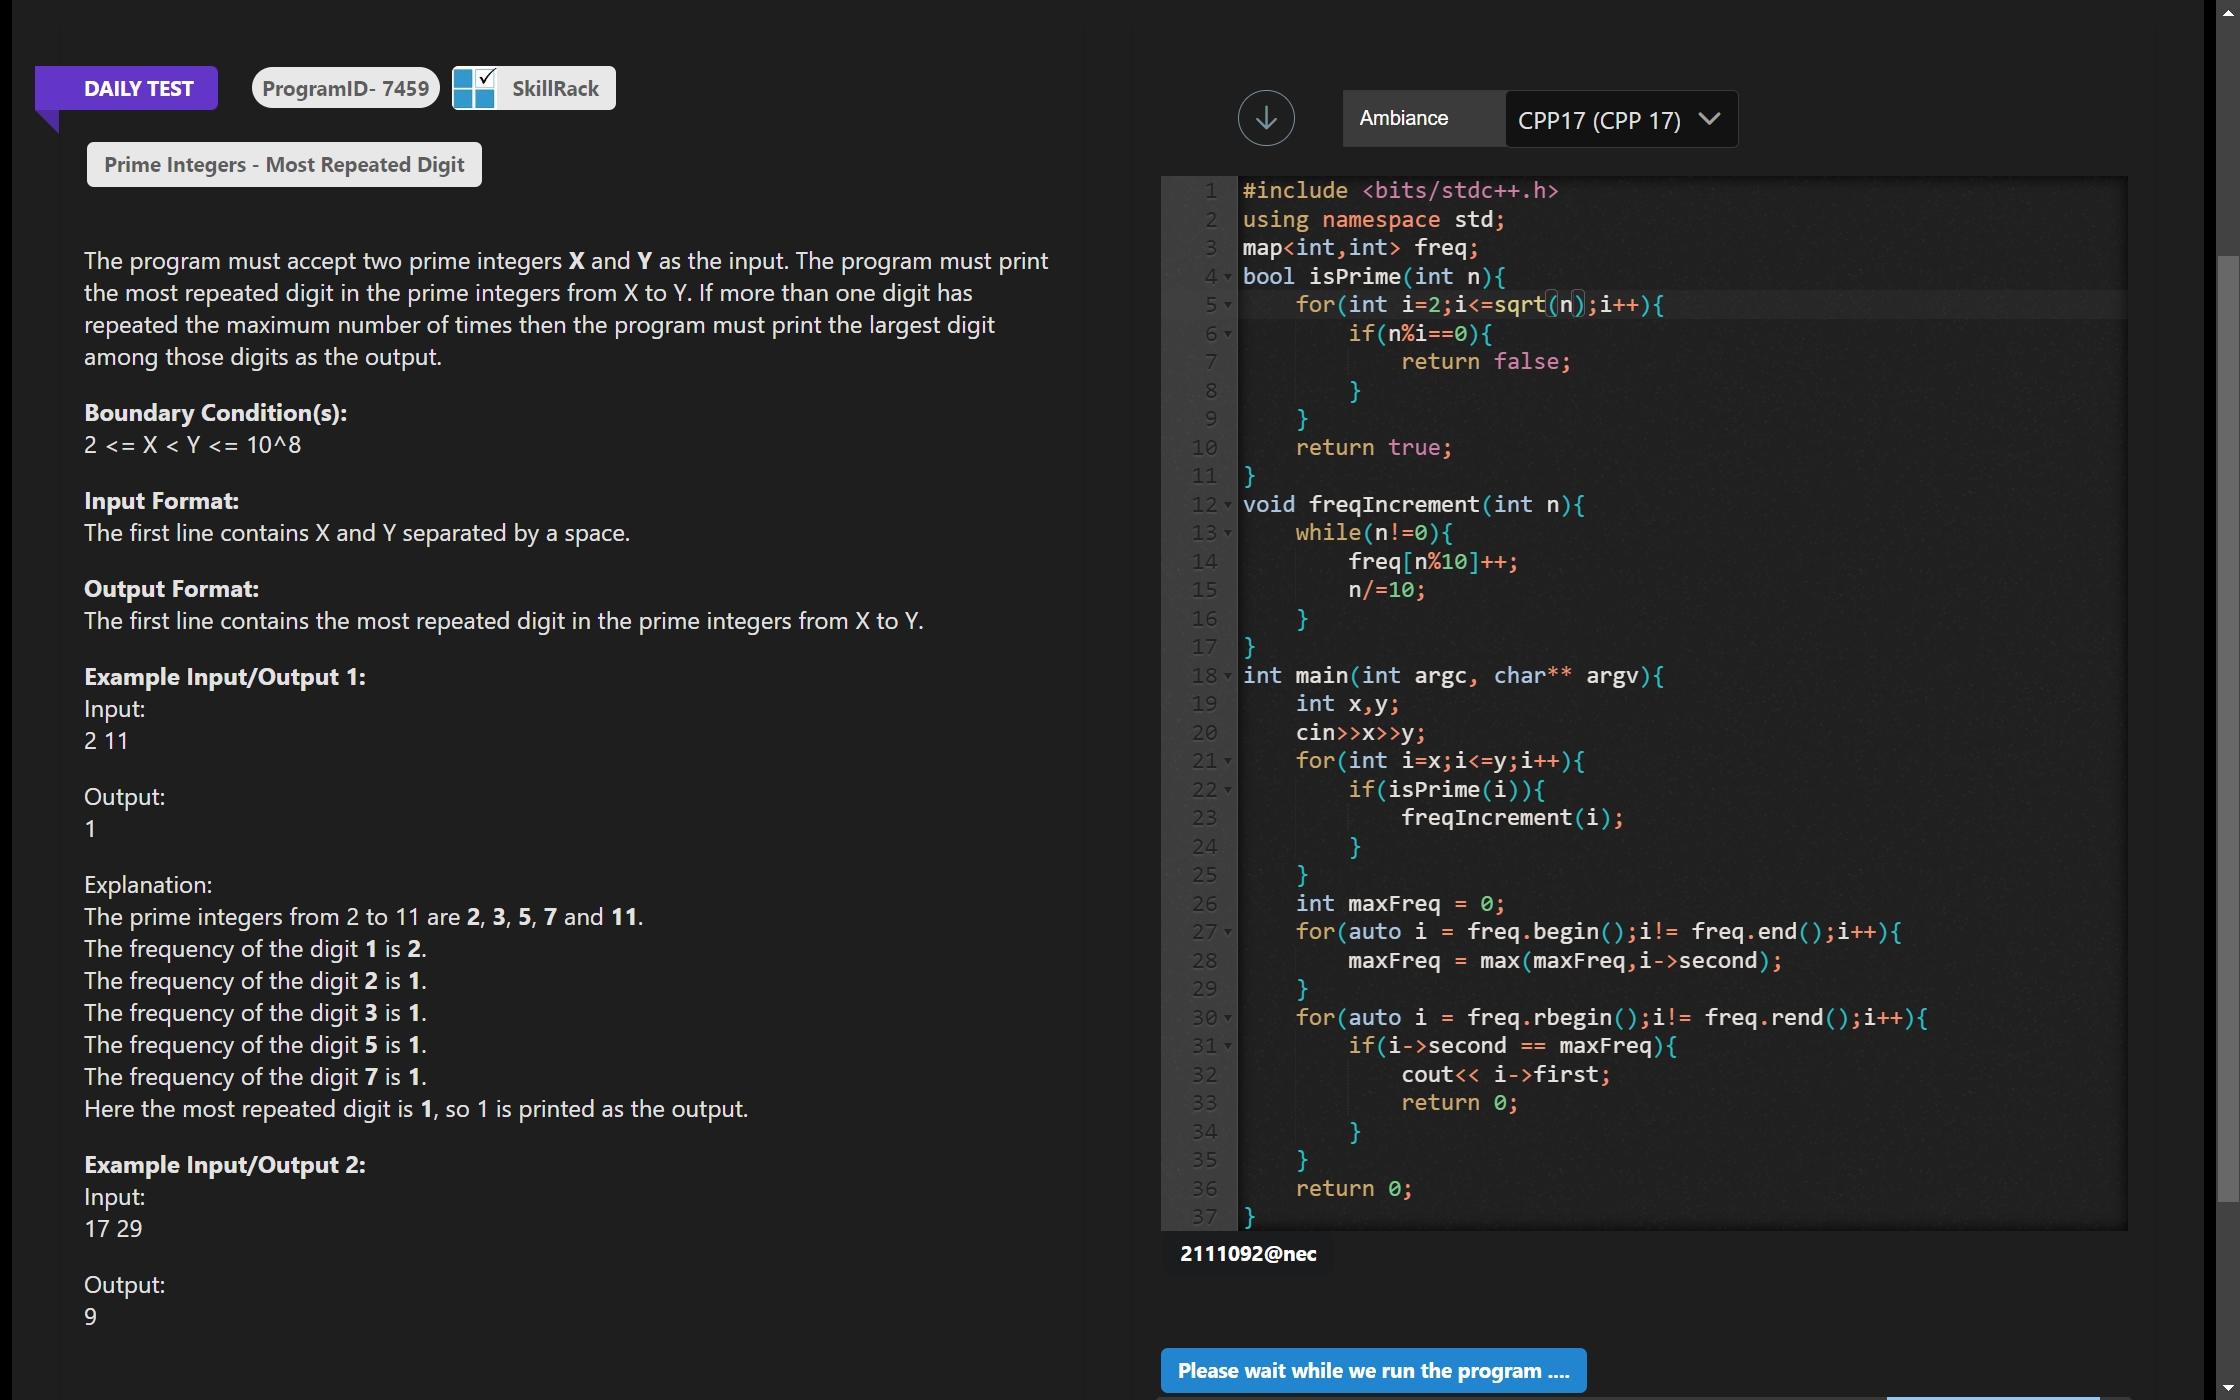 DAILY TEST
ProgramID- 7459
SkillRack
Prime Integers - Most Repeated Digit
The program must accept two prime integers X and Y as the input. The program must print
the most repeated digit in the prime integers from X to Y. If more than one digit has
repeated the maximum number of times then the program must print the largest digit
among those digits as the output.
Boundary Condition(s):
2 <= X < Y <= 10^8
Input Format:
The first line contains X and Y separated by a space.
Output Format:
The first line contains the most repeated digit in the prime integers from X to Y.
Example Input/Output 1:
Input:
2 11
Output:
1
Explanation:
The prime integers from 2 to 11 are 2, 3, 5, 7 and 11.
The frequency of the digit 1 is 2.
The frequency of the digit 2 is 1.
The frequency of the digit 3 is 1.
The frequency of the digit 5 is 1.
The frequency of the digit 7 is 1.
Here the most repeated digit is 1, so 1 is printed as the output.
Example Input/Output 2:
Input:
17 29
Output:
9
Ambiance
CPP17 (CPP 17)
1 #include <bits/stdc++.h>
2 using namespace std;
3 map<int,int> freq;
4 bool isPrime(int n){
5     for(int i=2;i<=sqrt(n);i++){
6         if(n%i==0){
7             return false;
8         }
9     }
10     return true;
11 }
12 void freqIncrement(int n){
13     while(n!=0){
14         freq[n%10]++;
15         n/=10;
16     }
17 }
18 int main(int argc, char** argv){
19     int x,y;
20     cin>>x>>y;
21     for(int i=x;i<=y;i++){
22         if(isPrime(i)){
23             freqIncrement(i);
24         }
25     }
26     int maxFreq = 0;
27     for(auto i = freq.begin();i!= freq.end();i++){
28         maxFreq = max(maxFreq,i->second);
29     }
30     for(auto i = freq.rbegin();i!= freq.rend();i++){
31         if(i->second == maxFreq){
32             cout<< i->first;
33             return 0;
34         }
35     }
36     return 0;
37 }
2111092@nec
Please wait while we run the program ....